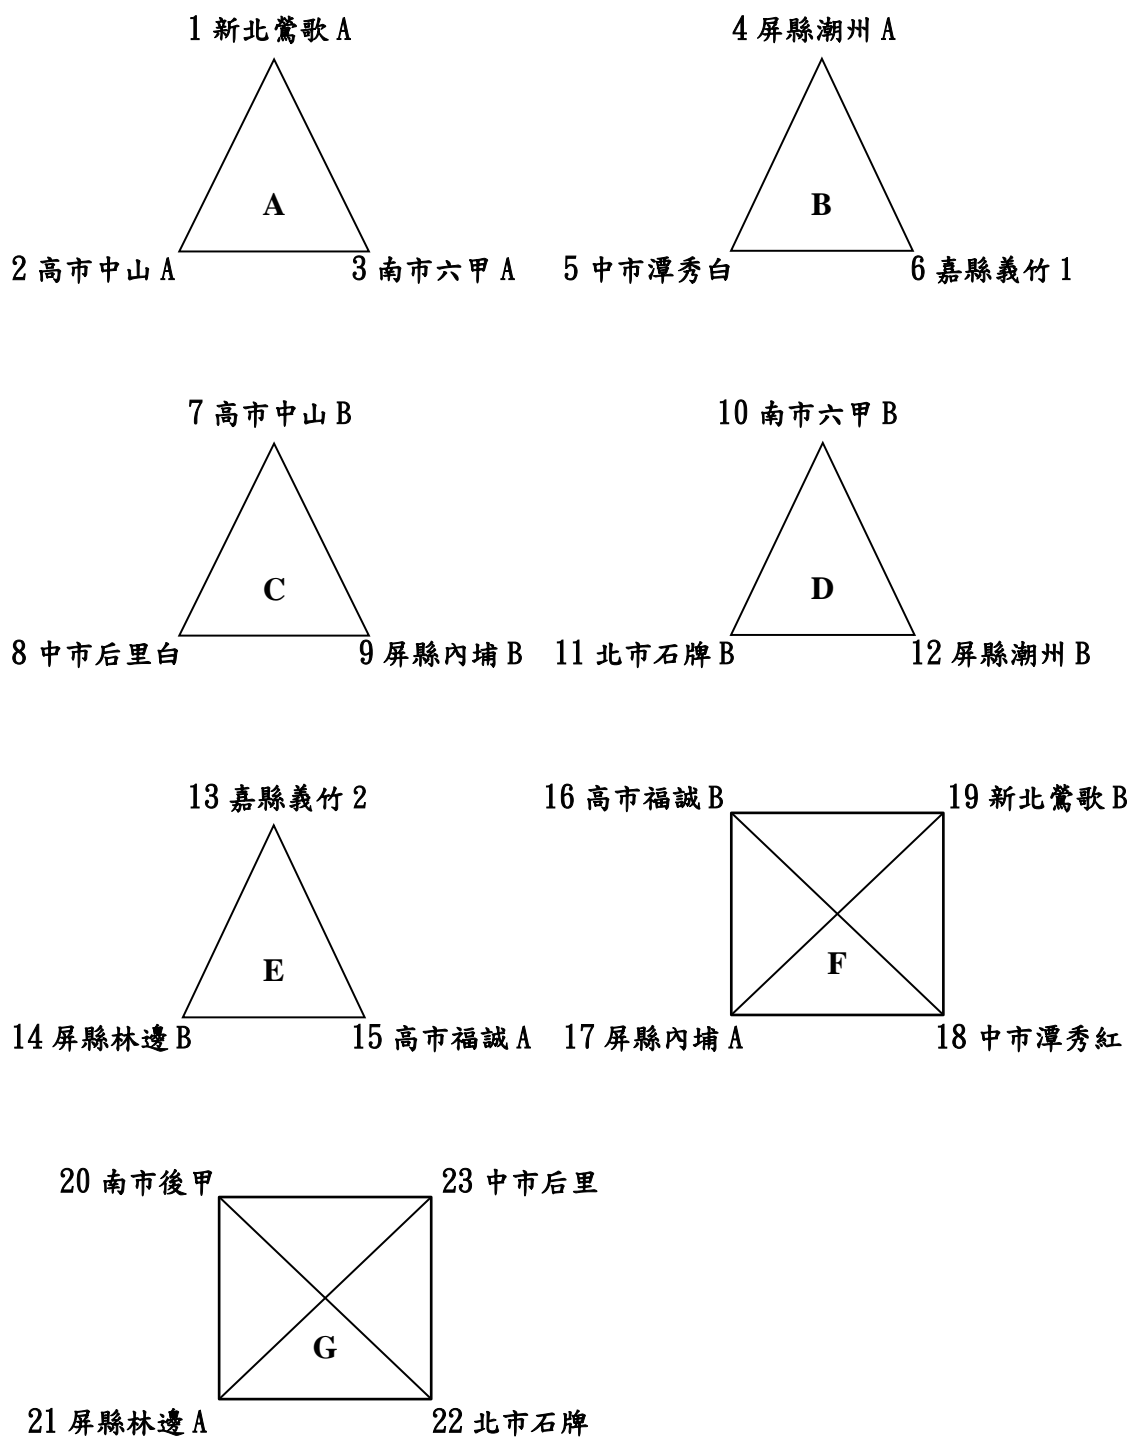 1 新北鶯歌 A
4 屏縣潮州 A
A
B
2 高市中山 A
3 南市六甲 A
5 中市潭秀白
6 嘉縣義竹 1
7 高市中山 B
10 南市六甲 B
C
D
8 中市后里白
9 屏縣內埔 B
11 北市石牌 B
12 屏縣潮州 B
13 嘉縣義竹 2
16 高市福誠 B
19 新北鶯歌 B
E
F
14 屏縣林邊 B
15 高市福誠 A
17 屏縣內埔 A
18 中市潭秀紅
20 南市後甲
23 中市后里
G
21 屏縣林邊 A
22 北市石牌